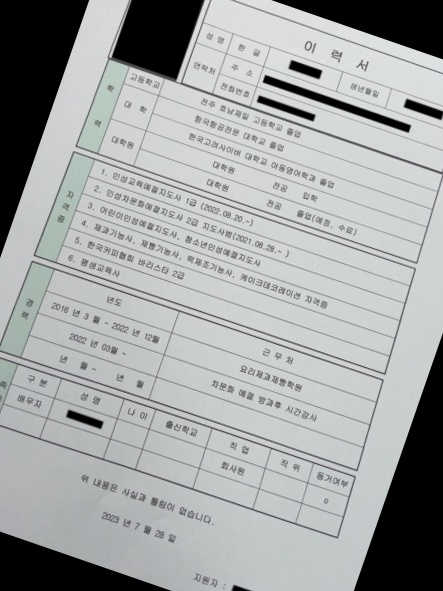 이 력 서
성 명 한 글 생년월일
연락처 주 소
전화번호
학 력
고등학교 전주 호남제일 고등학교 졸업
대 학 한국항공전문 대학교 졸업
한국고려사이버 대학교 아동영어학과 졸업
대학원 대학원 전공 입학
대학원 전공 졸업(예정, 수료)
자격증
1. 인성교육예절지도사 1급 (2022.08.20.~)
2. 인성차문화예절지도사 2급 지도사범(2021.08.28.~ )
3. 어린이인성예절지도사, 청소년인성예절지도사
4. 제과기능사, 제빵기능사, 떡제조기능사, 케이크데코레이션 자격증
5. 한국커피협회 바리스타 2급
6. 평생교육사
경력
년도 근 무 처
2016 년 3 월 ~ 2022 년 12월 요리제과제빵학원
2022 년 03월 ~ 차문화 예절 방과후 시간강사
년 월 ~ 년 월
구 분 성 명 나 이 출신학교 직 업 직 위 동거여부
배우자 회사원 o
위 내용은 사실과 틀림이 없습니다.
2023 년 7 월 28 일
지원자 :